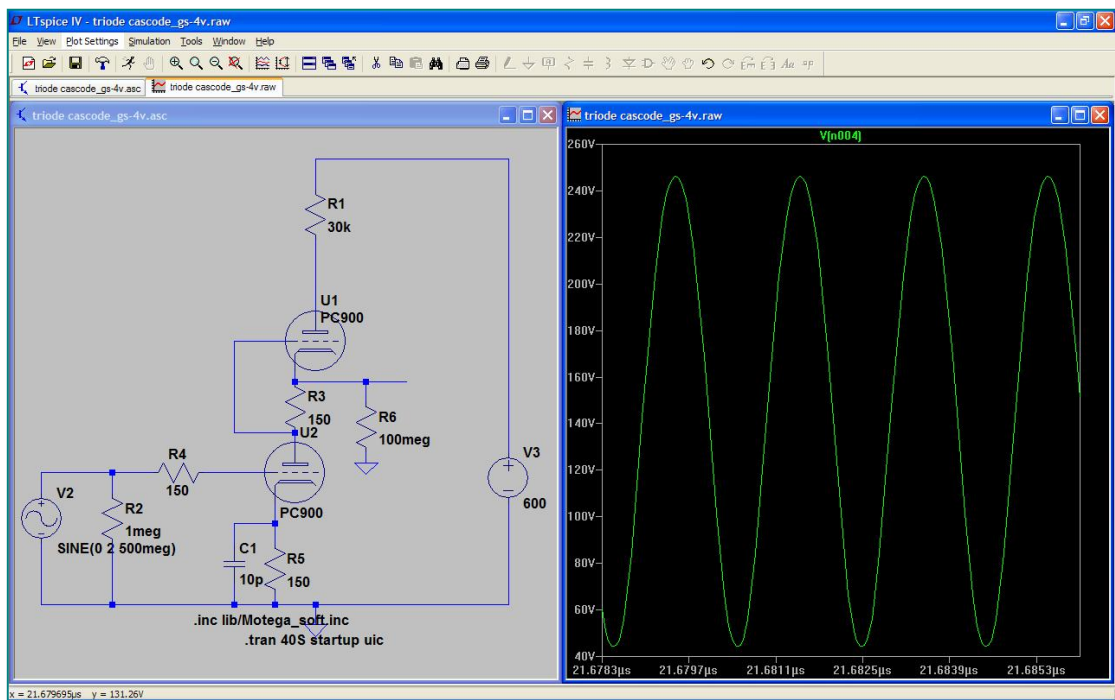 LTspice IV - triode cascode_gs-4v.raw
File View Plot Settings Simulation Tools Window Help
triode cascode_gs-4v.asc triode cascode_gs-4v.raw
triode cascode_gs-4v.asc
R1
30k
U1
PC900
R3
150
R6
100meg
U2
R4
150
PC900
V2
R2
1meg
SINE(0 2 500meg)
C1
10p
R5
150
V3
600
.inc lib/Motega_soft.inc
.tran 40S startup uic
triode cascode_gs-4v.raw
V(n004)
260V
240V
220V
200V
180V
160V
140V
120V
100V
80V
60V
40V
21.6783µs 21.6797µs 21.6811µs 21.6825µs 21.6839µs 21.6853µs
x = 21.679695µs y = 131.26V